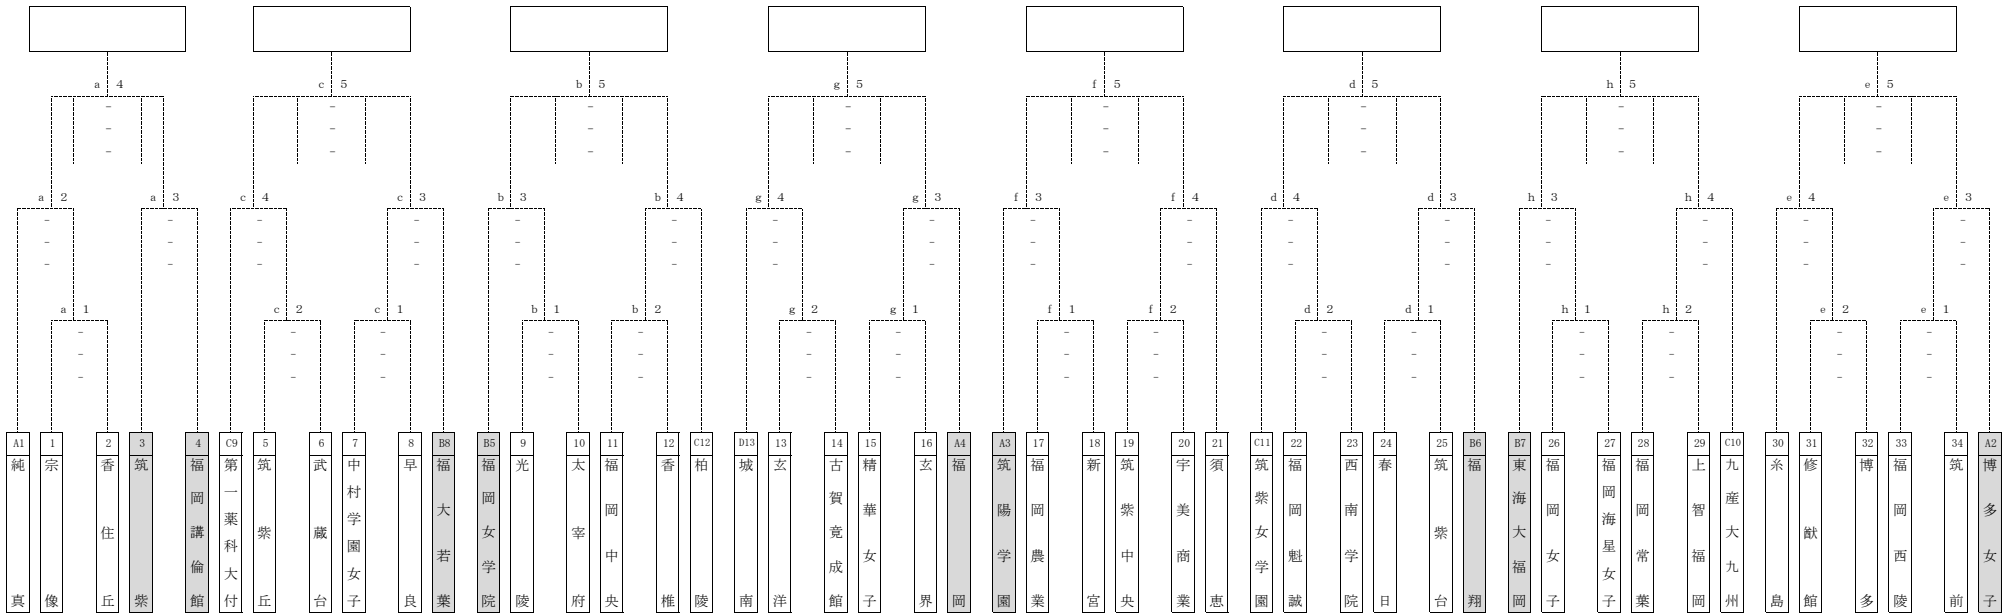 a 4 c 5 b 5 g 5 f 5 d 5 h 5 e 5
- - - - - - - -
- - - - - - - -
- - - - - - - -
a 2 a 3 c 4 c 3 b 3 b 4 g 4 g 3 f 3 f 4 d 4 d 3 h 3 h 4 e 4 e 3
- - - - - - - - - - - - - - - -
- - - - - - - - - - - - - - - -
- - - - - - - - - - - - - - - -
a 1 c 2 c 1 b 1 b 2 g 2 g 1 f 1 f 2 d 2 d 1 h 1 h 2 e 2 e 1
- - - - - - - - - - - - - - -
- - - - - - - - - - - - - - -
- - - - - - - - - - - - - - -
A1 1 2 3 4 C9 5 6 7 8 B8 B5 9 10 11 12 C12 D13 13 14 15 16 A4 A3 17 18 19 20 21 C11 22 23 24 25 B6 B7 26 27 28 29 C10 30 31 32 33 34 A2
純真
宗像
香住丘
筑紫
福岡講倫館
第一薬科大付
筑紫丘
武蔵台
中村学園女子
早良
福大若葉
福岡女学院
光陵
太宰府
福岡中央
香椎
柏陵
城南
玄洋
古賀竟成館
精華女子
玄界
福岡
筑陽学園
福岡農業
新宮
筑紫中央
宇美商業
須恵
筑紫女学園
福岡魁誠
西南学院
春日
筑紫台
福翔
東海大福岡
福岡女子
福岡海星女子
福岡常葉
上智福岡
九産大九州
糸島
修猷館
博多
福岡西陵
筑前
博多女子